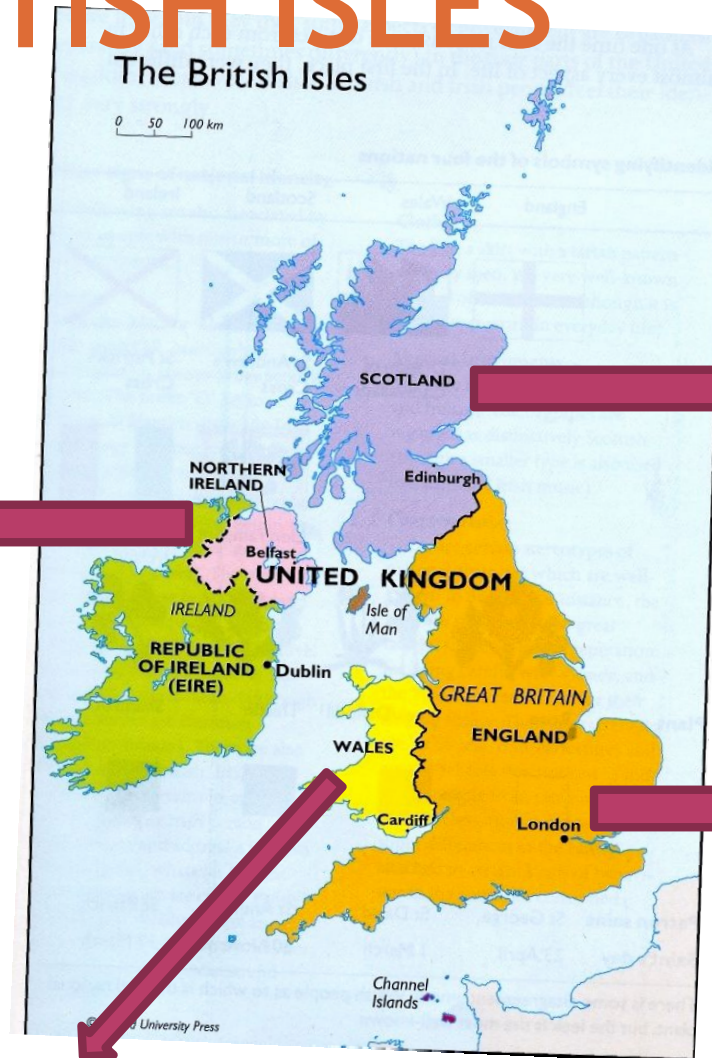 TISH ISLES
The British Isles
0 50 100 km
SCOTLAND
Edinburgh
NORTHERN
IRELAND
Belfast
UNITED KINGDOM
IRELAND
Isle of
Man
REPUBLIC
OF IRELAND
(EIRE)
Dublin
GREAT BRITAIN
WALES
ENGLAND
Cardiff
London
Channel
Islands
©
University Press